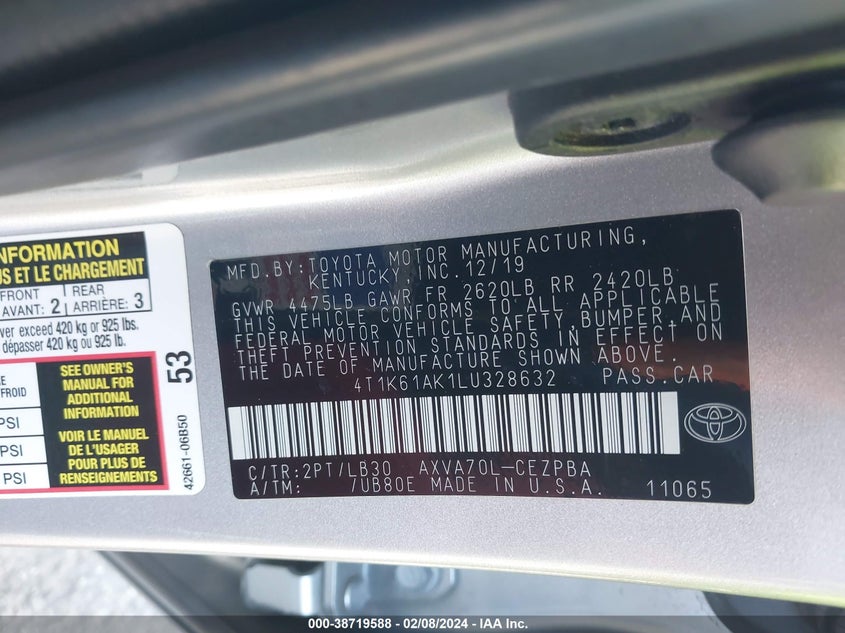 INFORMATION
US ET LE CHARGEMENT
FRONT
AVANT: 2
REAR
ARRIÈRE: 3
ver exceed 420 kg or 925 lbs.
dépasser 420 kg ou 925 lb.
FROID
PSI
PSI
PSI
SEE OWNER'S
MANUAL FOR
ADDITIONAL
INFORMATION
VOIR LE MANUEL
DE L'USAGER
POUR PLUS DE
RENSEIGNEMENTS
53
42661-06B50
MFD.BY:TOYOTA MOTOR MANUFACTURING,
KENTUCKY, INC.12/19
GVWR 4475LB GAWR FR 2620LB RR 2420LB
THIS VEHICLE CONFORMS TO ALL APPLICABLE
FEDERAL MOTOR VEHICLE SAFETY,BUMPER,AND
THEFT PREVENTION STANDARDS IN EFFECT ON
THE DATE OF MANUFACTURE SHOWN ABOVE.
4T1K61AK1LU328632 PASS.CAR
C/TR:2PT/LB30 AXVA70L-CEZPBA
A/TM: 7UB80E MADE IN U.S.A. 11065
000-38719588 - 02/08/2024 - IAA Inc.